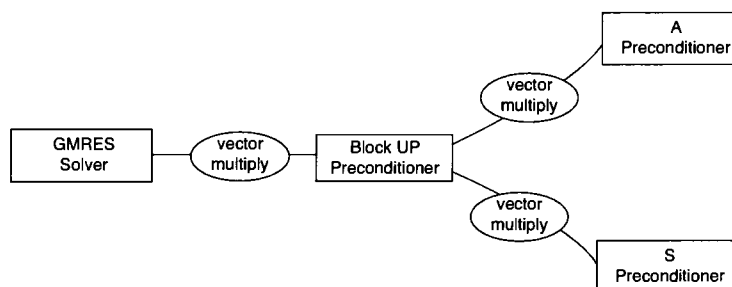 A
Preconditioner
vector
multiply
GMRES
Solver
vector
multiply
Block UP
Preconditioner
vector
multiply
S
Preconditioner